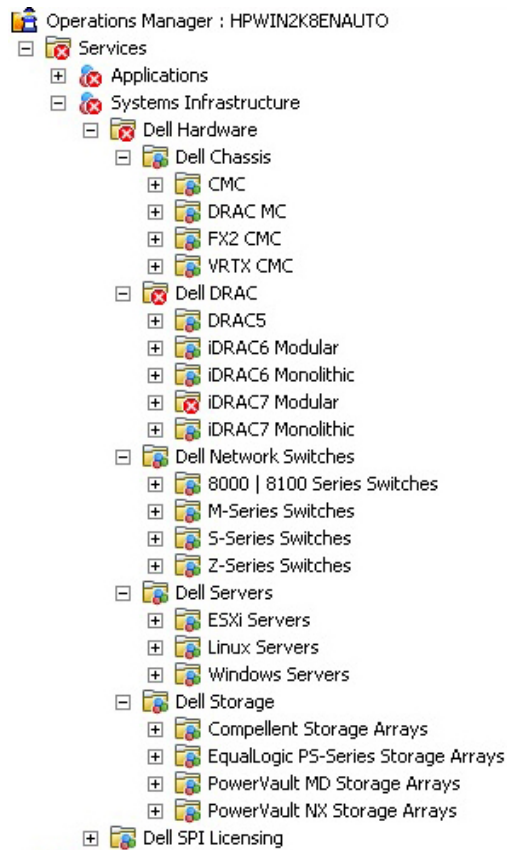 Operations Manager : HPWIN2K8ENAUTO
Services
Applications
Systems Infrastructure
Dell Hardware
Dell Chassis
CMC
DRAC MC
FX2 CMC
VRTX CMC
Dell DRAC
DRAC5
iDRAC6 Modular
iDRAC6 Monolithic
iDRAC7 Modular
iDRAC7 Monolithic
Dell Network Switches
8000 | 8100 Series Switches
M-Series Switches
S-Series Switches
Z-Series Switches
Dell Servers
ESXi Servers
Linux Servers
Windows Servers
Dell Storage
Compellent Storage Arrays
EqualLogic PS-Series Storage Arrays
PowerVault MD Storage Arrays
PowerVault NX Storage Arrays
Dell SPI Licensing